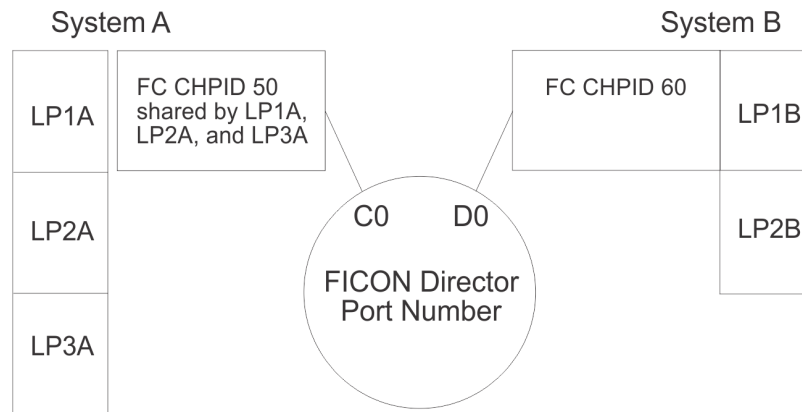 System A
System B
LP1A
FC CHPID 50
shared by LP1A,
LP2A, and LP3A
FC CHPID 60
LP1B
LP2A
C0
D0
LP2B
FICON Director
Port Number
LP3A